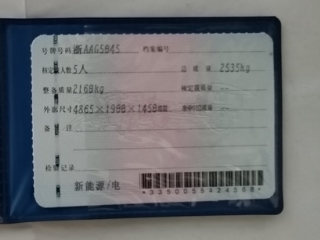 号牌号码 浙AAG5845 档案编号
核定载人数 5人 总质量 2535kg
整备质量 2160kg 核定载质量 --
外廓尺寸 4865×1900×1450mm 准牵引总质量 --
备注
检验记录
新能源/电